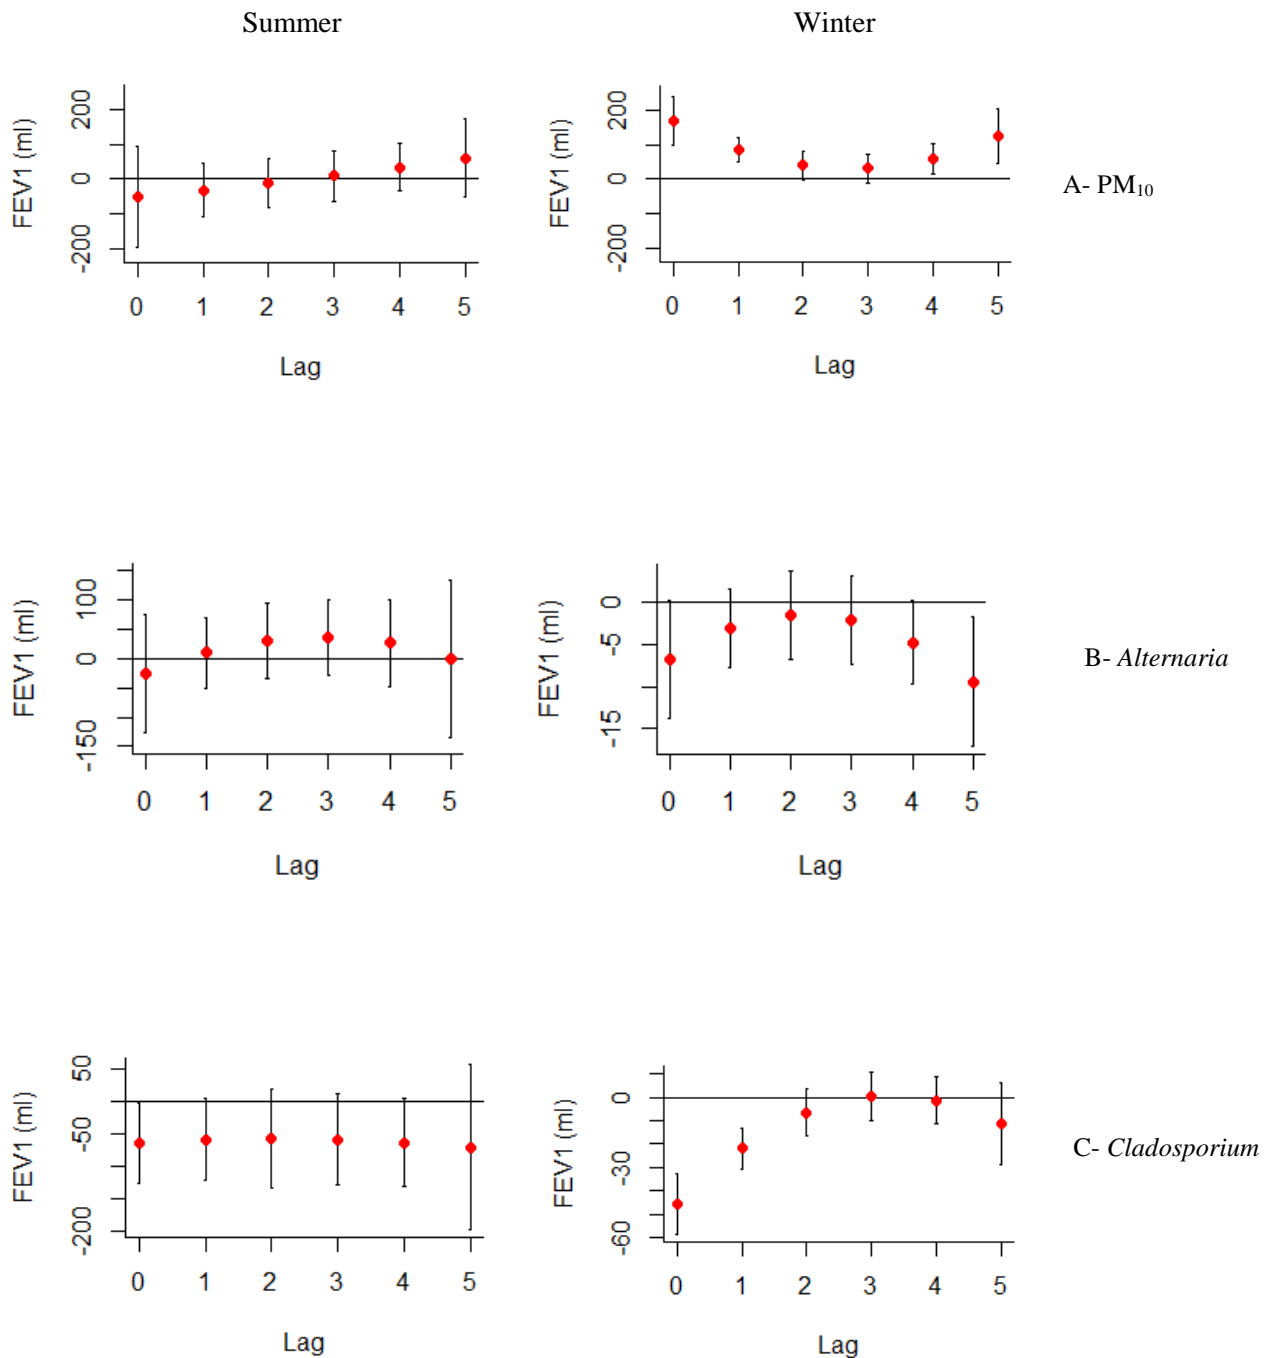 Summer Winter
FEV1 (ml)
200
0
-200
0 1 2 3 4 5
Lag
FEV1 (ml)
200
0
-200
0 1 2 3 4 5
Lag
A- PM₁₀
FEV1 (ml)
100
0
-150
0 1 2 3 4 5
Lag
FEV1 (ml)
0
-5
-15
0 1 2 3 4 5
Lag
B- Alternaria
FEV1 (ml)
50
-50
-200
0 1 2 3 4 5
Lag
FEV1 (ml)
0
-30
-60
0 1 2 3 4 5
Lag
C- Cladosporium